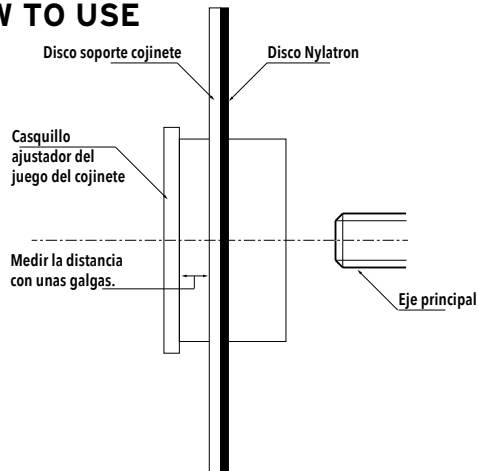 W TO USE
Disco soporte cojinete
Disco Nylatron
Casquillo
ajustador del
juego del cojinete
Medir la distancia
con unas galgas.
Eje principal